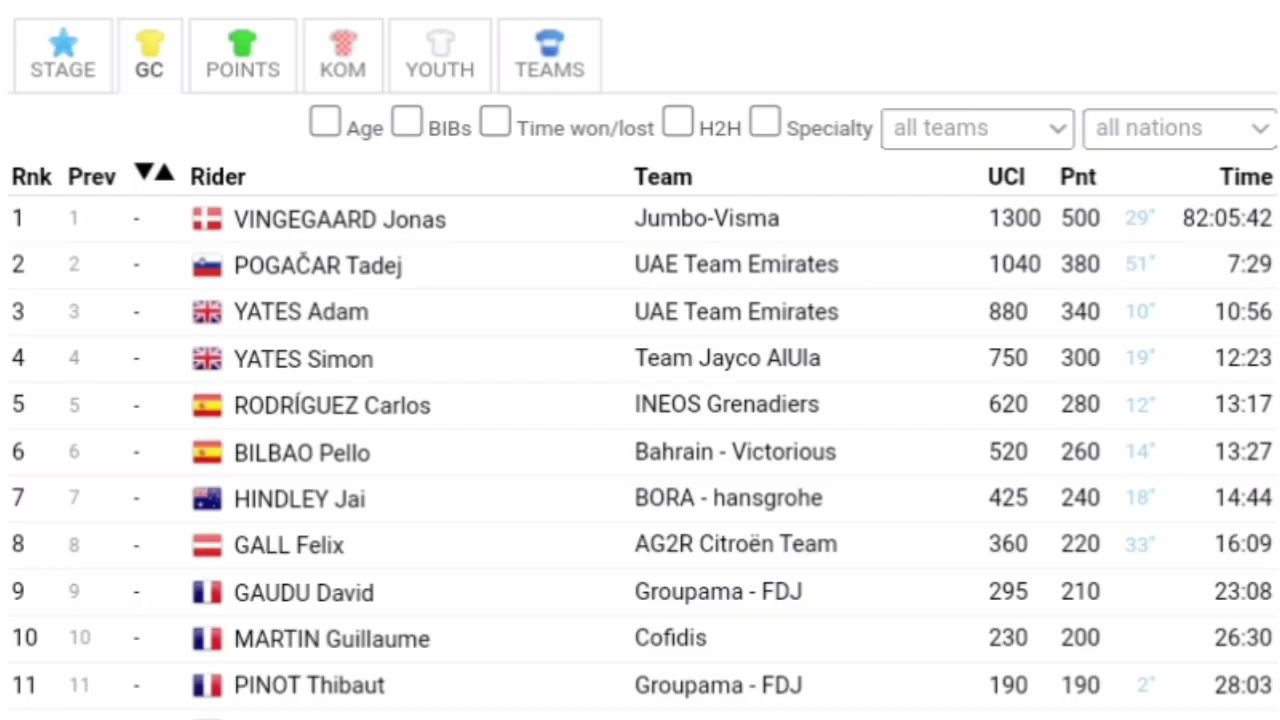 STAGE GC POINTS KOM YOUTH TEAMS
Age BIBs Time won/lost H2H Specialty all teams all nations
Rnk Prev ▼▲ Rider Team UCI Pnt Time
1 1 - VINGEGAARD Jonas Jumbo-Visma 1300 500 29" 82:05:42
2 2 - POGAČAR Tadej UAE Team Emirates 1040 380 51" 7:29
3 3 - YATES Adam UAE Team Emirates 880 340 10" 10:56
4 4 - YATES Simon Team Jayco AlUla 750 300 19" 12:23
5 5 - RODRÍGUEZ Carlos INEOS Grenadiers 620 280 12" 13:17
6 6 - BILBAO Pello Bahrain - Victorious 520 260 14" 13:27
7 7 - HINDLEY Jai BORA - hansgrohe 425 240 18" 14:44
8 8 - GALL Felix AG2R Citroën Team 360 220 33" 16:09
9 9 - GAUDU David Groupama - FDJ 295 210 23:08
10 10 - MARTIN Guillaume Cofidis 230 200 26:30
11 11 - PINOT Thibaut Groupama - FDJ 190 190 2" 28:03